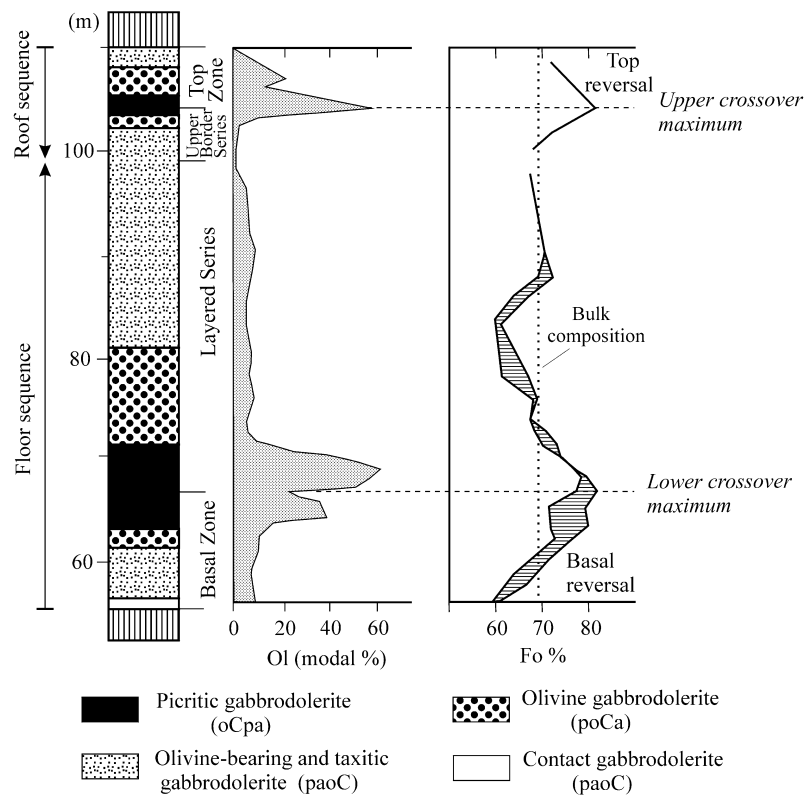 (m)
Roof sequence
Floor sequence
100
80
60
Top
Zone
Upper
Border
Series
Layered Series
Basal Zone
0 20 40 60
Ol (modal %)
Top
reversal
Upper crossover
maximum
Bulk
composition
Lower crossover
maximum
Basal
reversal
60 70 80
Fo %
Picritic gabbrodolerite
(oCpa)
Olivine gabbrodolerite
(poCa)
Olivine-bearing and taxitic
gabbrodolerite (paoC)
Contact gabbrodolerite
(paoC)